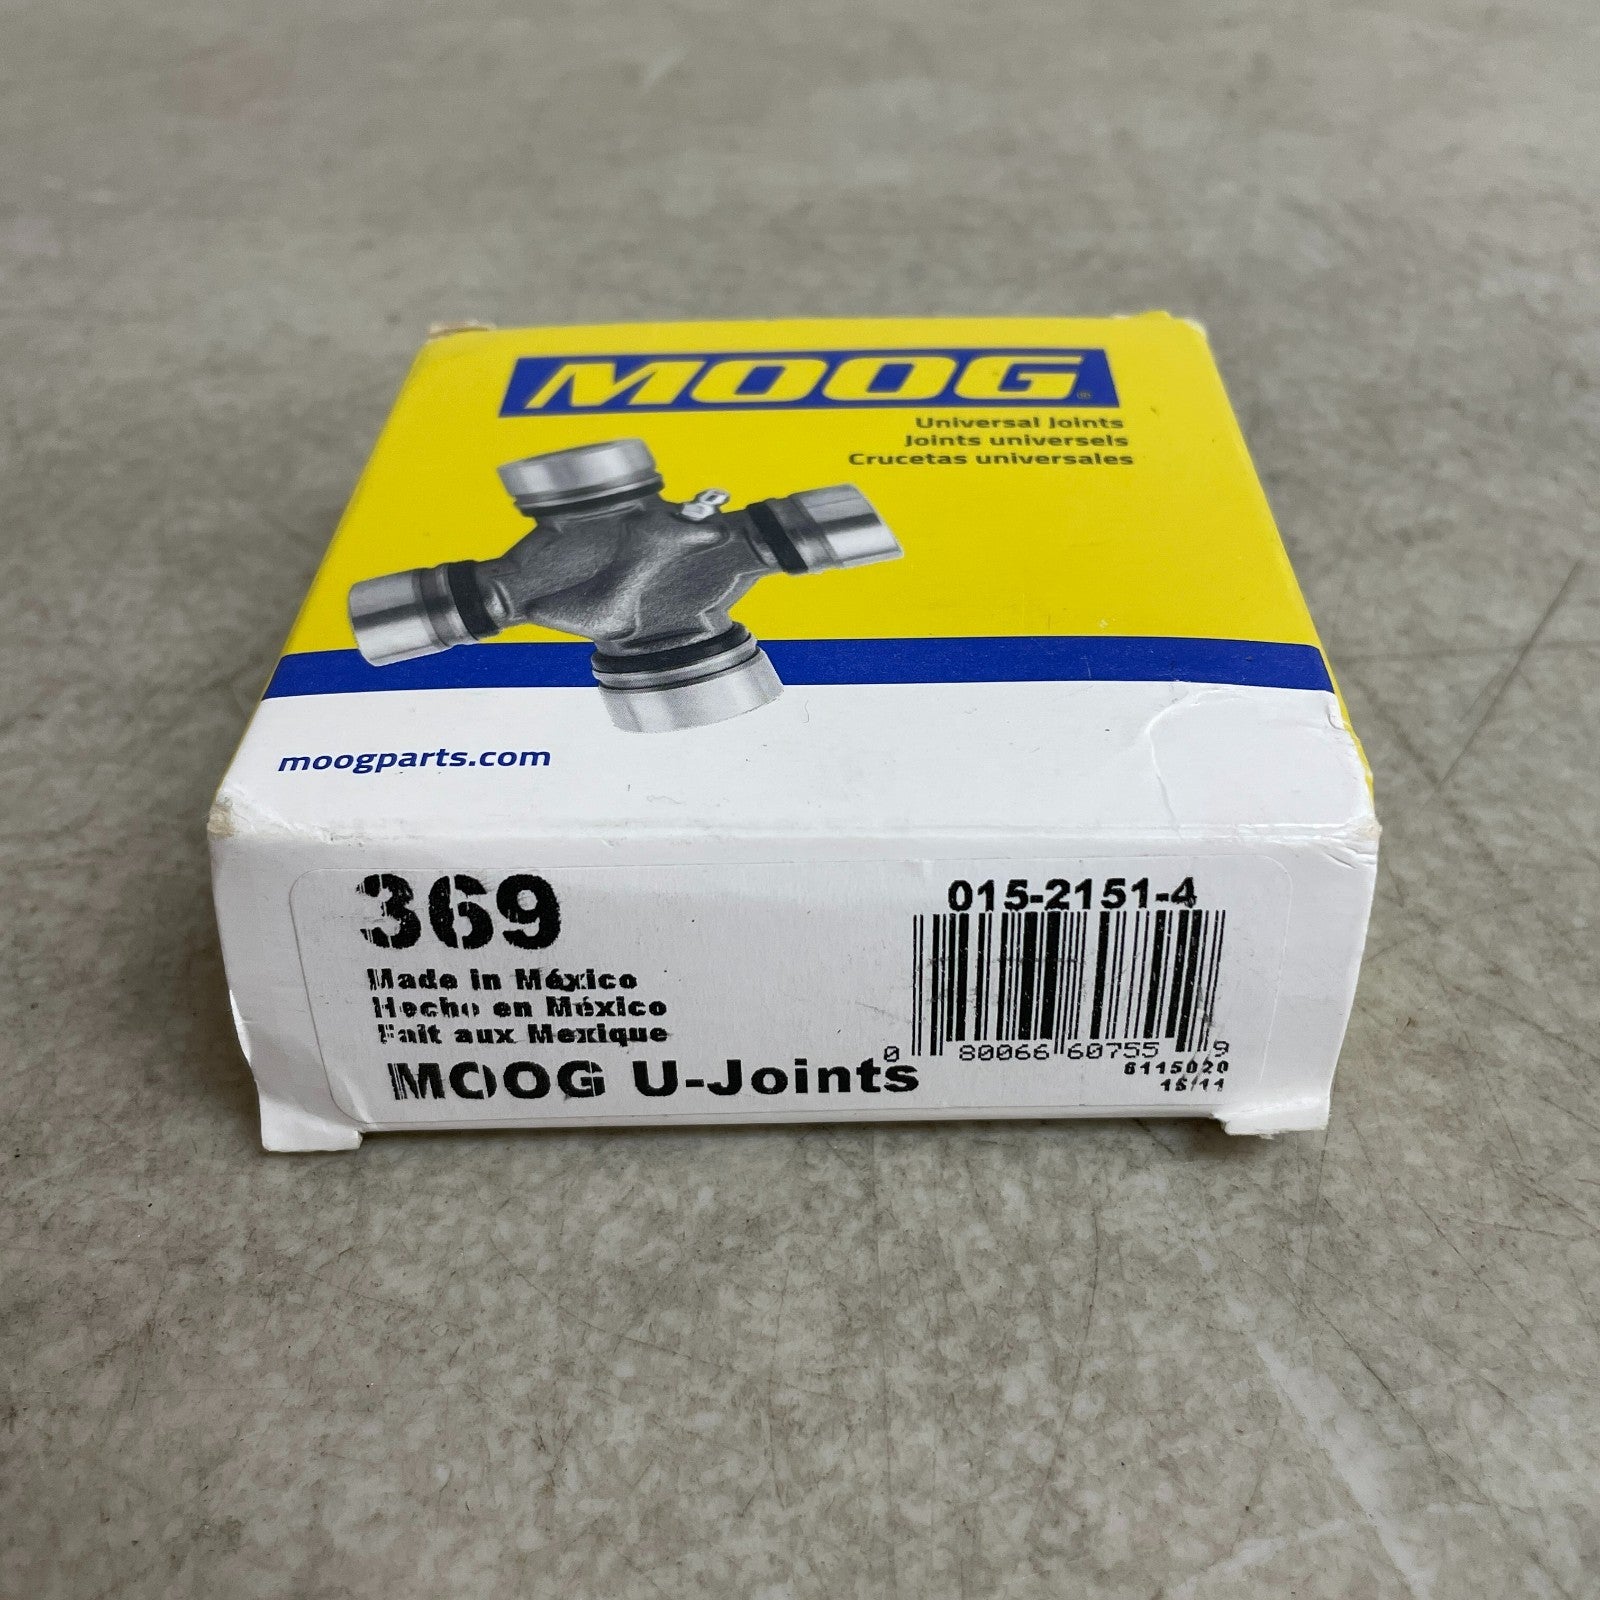 MOOG®
Universal Joints
Joints universels
Crucetas universales
moogparts.com
369
Made in México
Hecho en México
Fait aux Mexique
MOOG U-Joints
015-2151-4
0 80066 60755 9
6115020